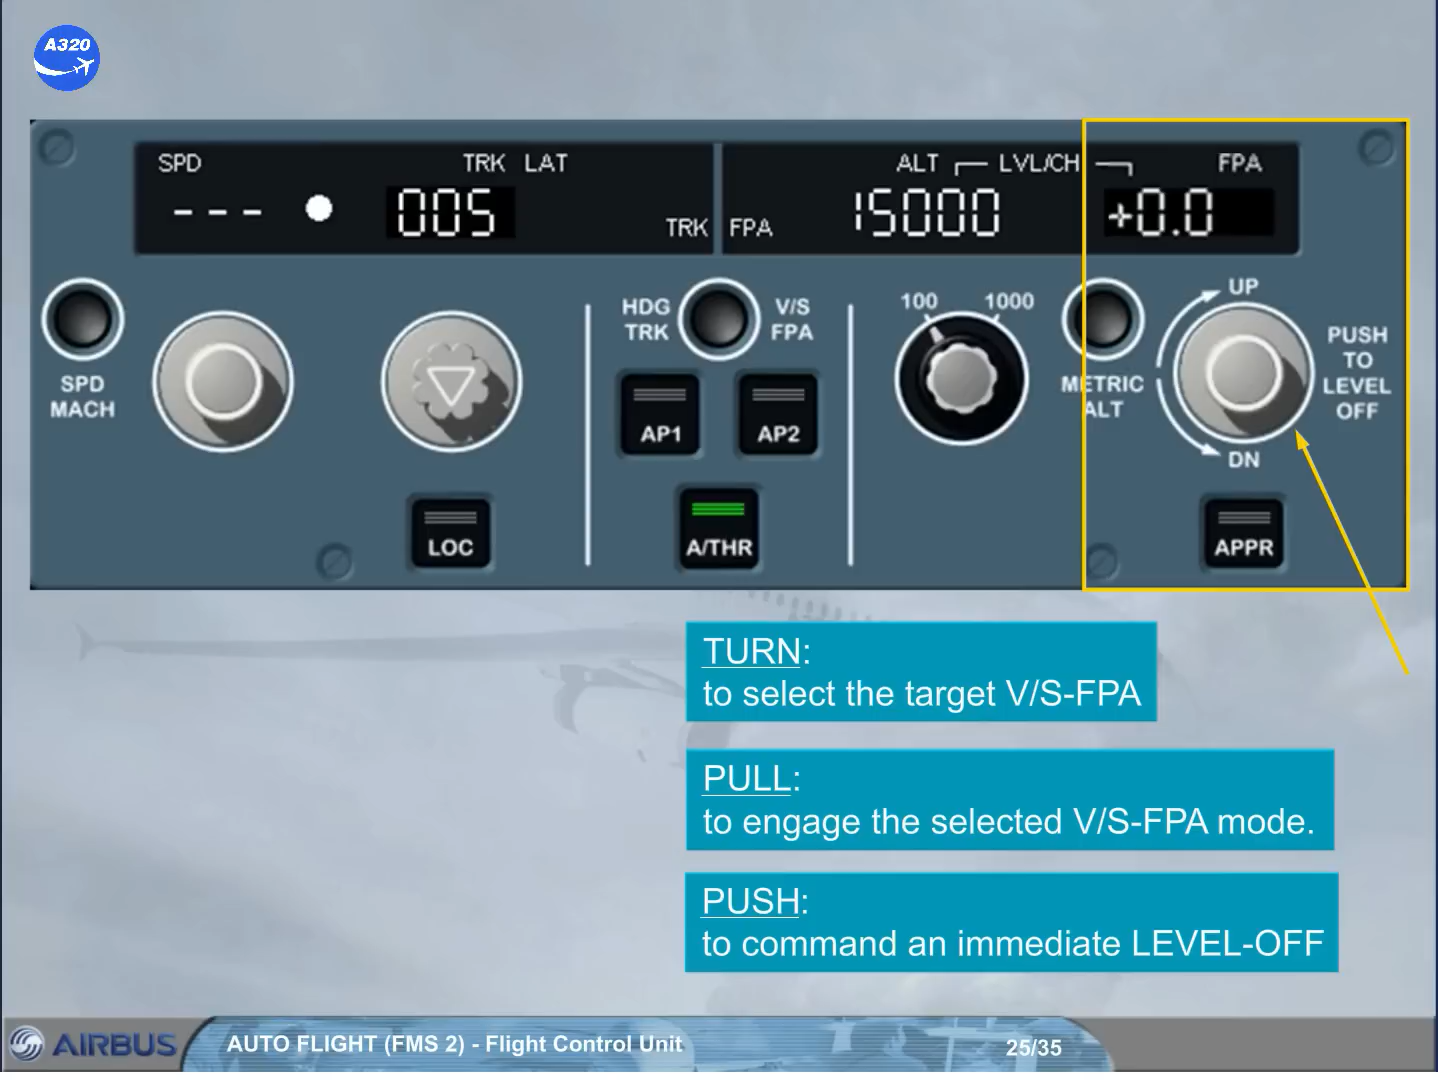 A320
SPD
TRK LAT
ALT
LVL/CH
FPA
---
005
TRK
FPA
15000
+0.0
SPD
MACH
HDG
TRK
V/S
FPA
100
1000
METRIC
ALT
UP
DN
PUSH
TO
LEVEL
OFF
AP1
AP2
LOC
A/THR
APPR
TURN:
to select the target V/S-FPA
PULL:
to engage the selected V/S-FPA mode.
PUSH:
to command an immediate LEVEL-OFF
AIRBUS
AUTO FLIGHT (FMS 2) - Flight Control Unit
25/35